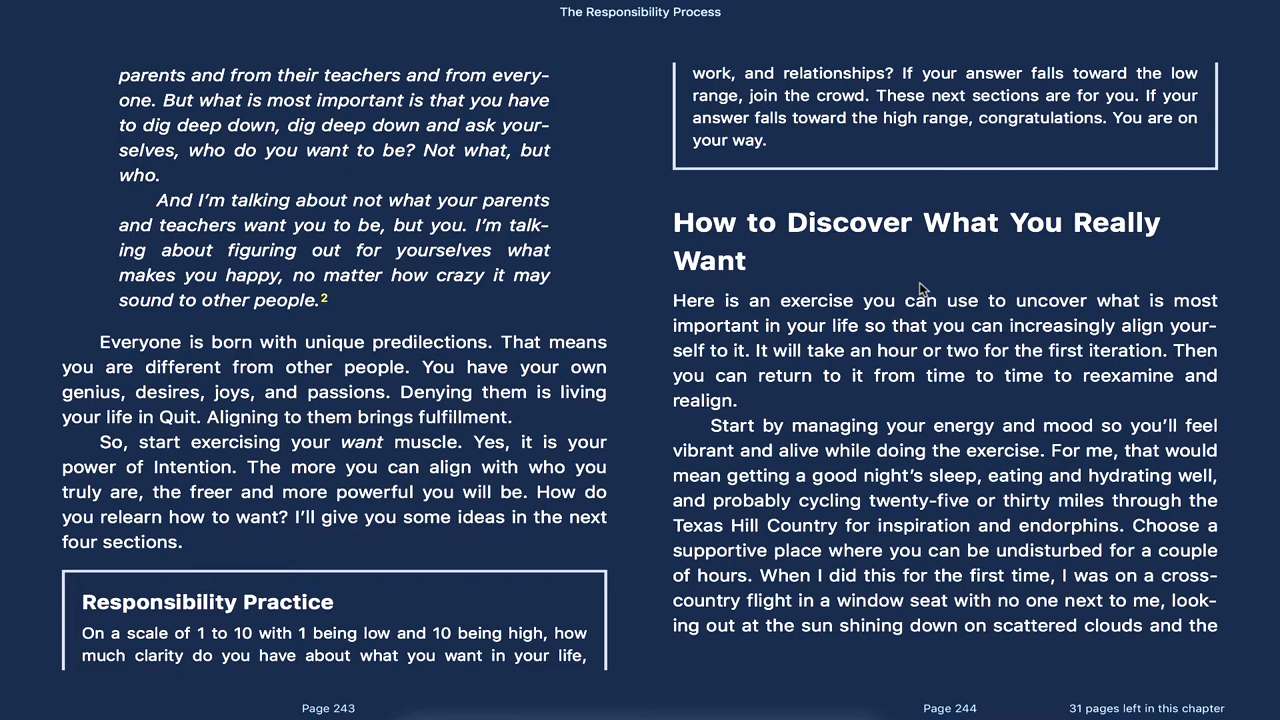 The Responsibility Process
parents and from their teachers and from every-
one. But what is most important is that you have
to dig deep down, dig deep down and ask your-
selves, who do you want to be? Not what, but
who.
And I’m talking about not what your parents
and teachers want you to be, but you. I’m talk-
ing about figuring out for yourselves what
makes you happy, no matter how crazy it may
sound to other people.2
Everyone is born with unique predilections. That means
you are different from other people. You have your own
genius, desires, joys, and passions. Denying them is living
your life in Quit. Aligning to them brings fulfillment.
So, start exercising your want muscle. Yes, it is your
power of Intention. The more you can align with who you
truly are, the freer and more powerful you will be. How do
you relearn how to want? I’ll give you some ideas in the next
four sections.
Responsibility Practice
On a scale of 1 to 10 with 1 being low and 10 being high, how
much clarity do you have about what you want in your life,
work, and relationships? If your answer falls toward the low
range, join the crowd. These next sections are for you. If your
answer falls toward the high range, congratulations. You are on
your way.
How to Discover What You Really
Want
Here is an exercise you can use to uncover what is most
important in your life so that you can increasingly align your-
self to it. It will take an hour or two for the first iteration. Then
you can return to it from time to time to reexamine and
realign.
Start by managing your energy and mood so you’ll feel
vibrant and alive while doing the exercise. For me, that would
mean getting a good night’s sleep, eating and hydrating well,
and probably cycling twenty-five or thirty miles through the
Texas Hill Country for inspiration and endorphins. Choose a
supportive place where you can be undisturbed for a couple
of hours. When I did this for the first time, I was on a cross-
country flight in a window seat with no one next to me, look-
ing out at the sun shining down on scattered clouds and the
Page 243
Page 244
31 pages left in this chapter